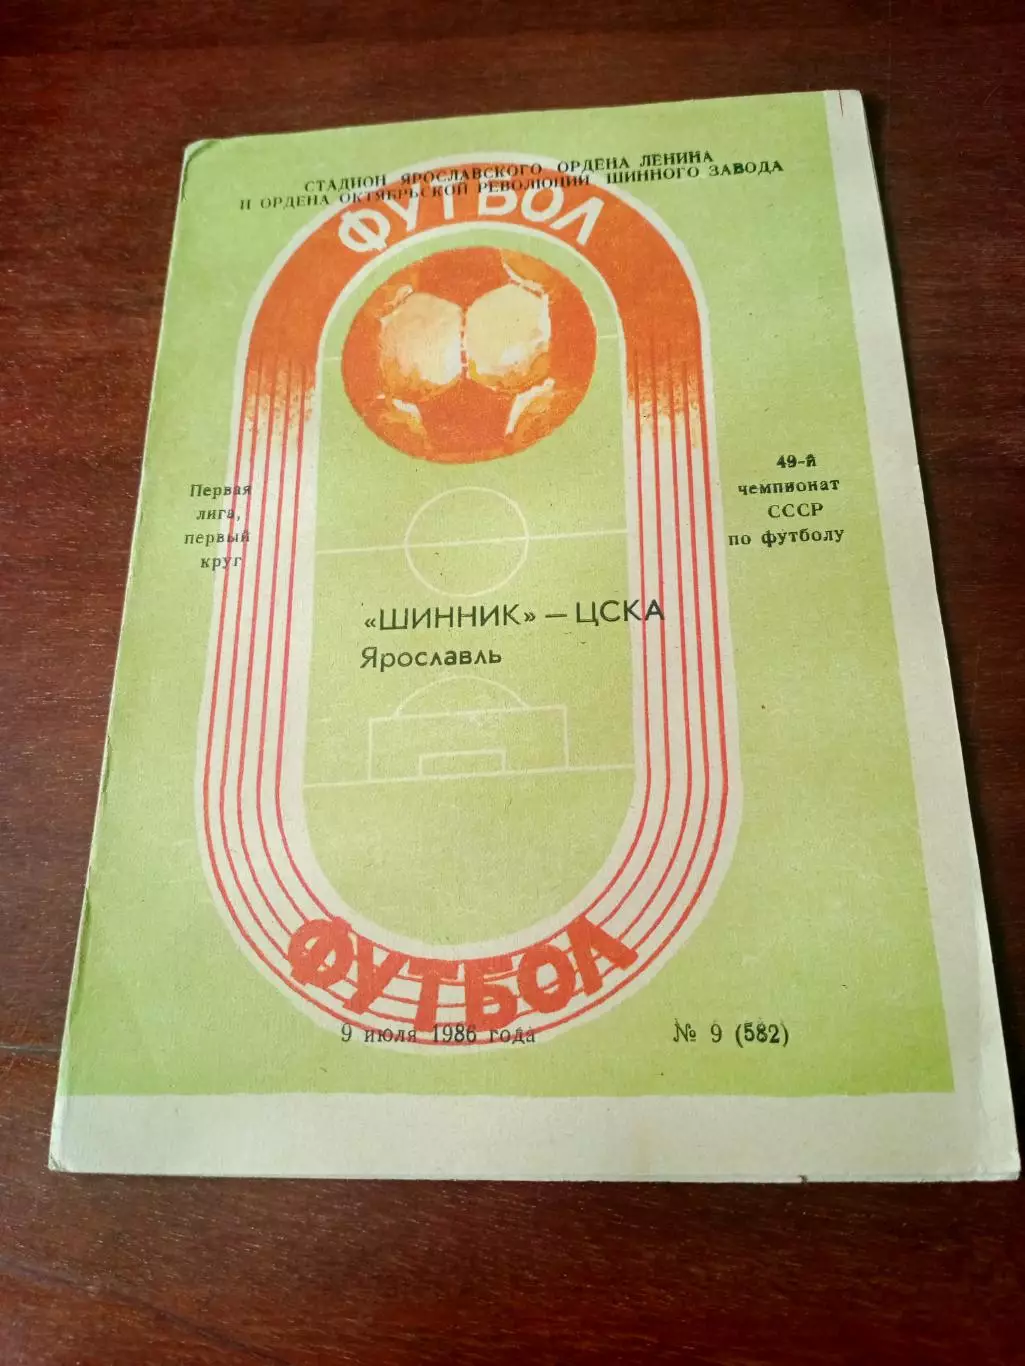 СТАДИОН ЯРОСЛАВСКОГО ОРДЕНА ЛЕНИНА
И ОРДЕНА ОКТЯБРЬСКОЙ РЕВОЛЮЦИИ ШИННОГО ЗАВОДА
ФУТБОЛ
Первая
лига,
первый
круг
49-й
чемпионат
СССР
по футболу
«ШИННИК» — ЦСКА
Ярославль
ФУТБОЛ
9 июля 1986 года
№ 9 (582)